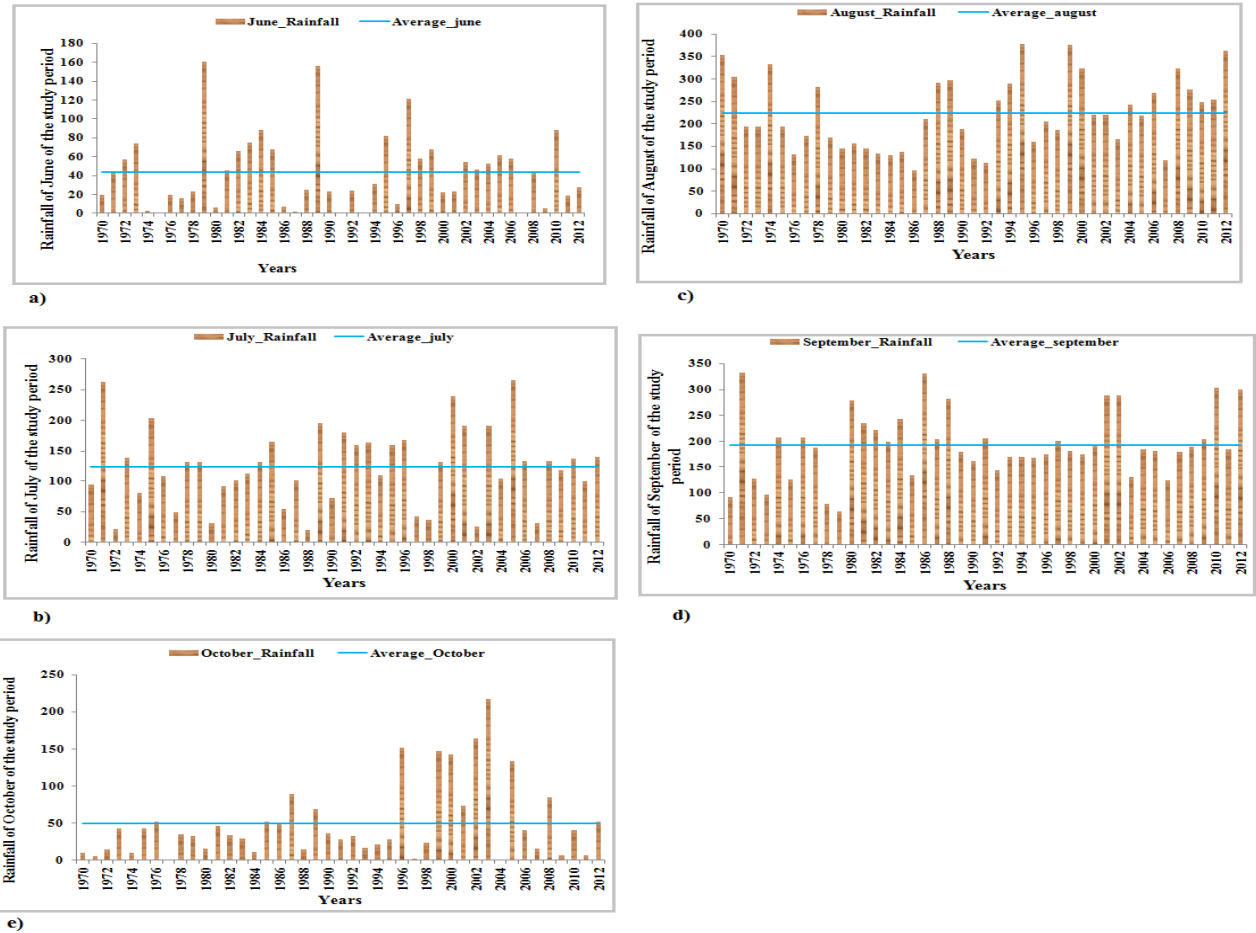 June_Rainfall Average_june
Rainfall of June of the study period
180
160
140
120
100
80
60
40
20
0
1970 1972 1974 1976 1978 1980 1982 1984 1986 1988 1990 1992 1994 1996 1998 2000 2002 2004 2006 2008 2010 2012
Years
a)
August_Rainfall Average_august
Rainfall of August of the study period
400
350
300
250
200
150
100
50
0
1970 1972 1974 1976 1978 1980 1982 1984 1986 1988 1990 1992 1994 1996 1998 2000 2002 2004 2006 2008 2010 2012
Years
c)
July_Rainfall Average_july
Rainfall of July of the study period
300
250
200
150
100
50
0
1970 1972 1974 1976 1978 1980 1982 1984 1986 1988 1990 1992 1994 1996 1998 2000 2002 2004 2006 2008 2010 2012
Years
b)
September_Rainfall Average_september
Rainfall of September of the study
period
350
300
250
200
150
100
50
0
1970 1972 1974 1976 1978 1980 1982 1984 1986 1988 1990 1992 1994 1996 1998 2000 2002 2004 2006 2008 2010 2012
Years
d)
October_Rainfall Average_October
Rainfall of October of the study period
250
200
150
100
50
0
1970 1972 1974 1976 1978 1980 1982 1984 1986 1988 1990 1992 1994 1996 1998 2000 2002 2004 2006 2008 2010 2012
Years
e)